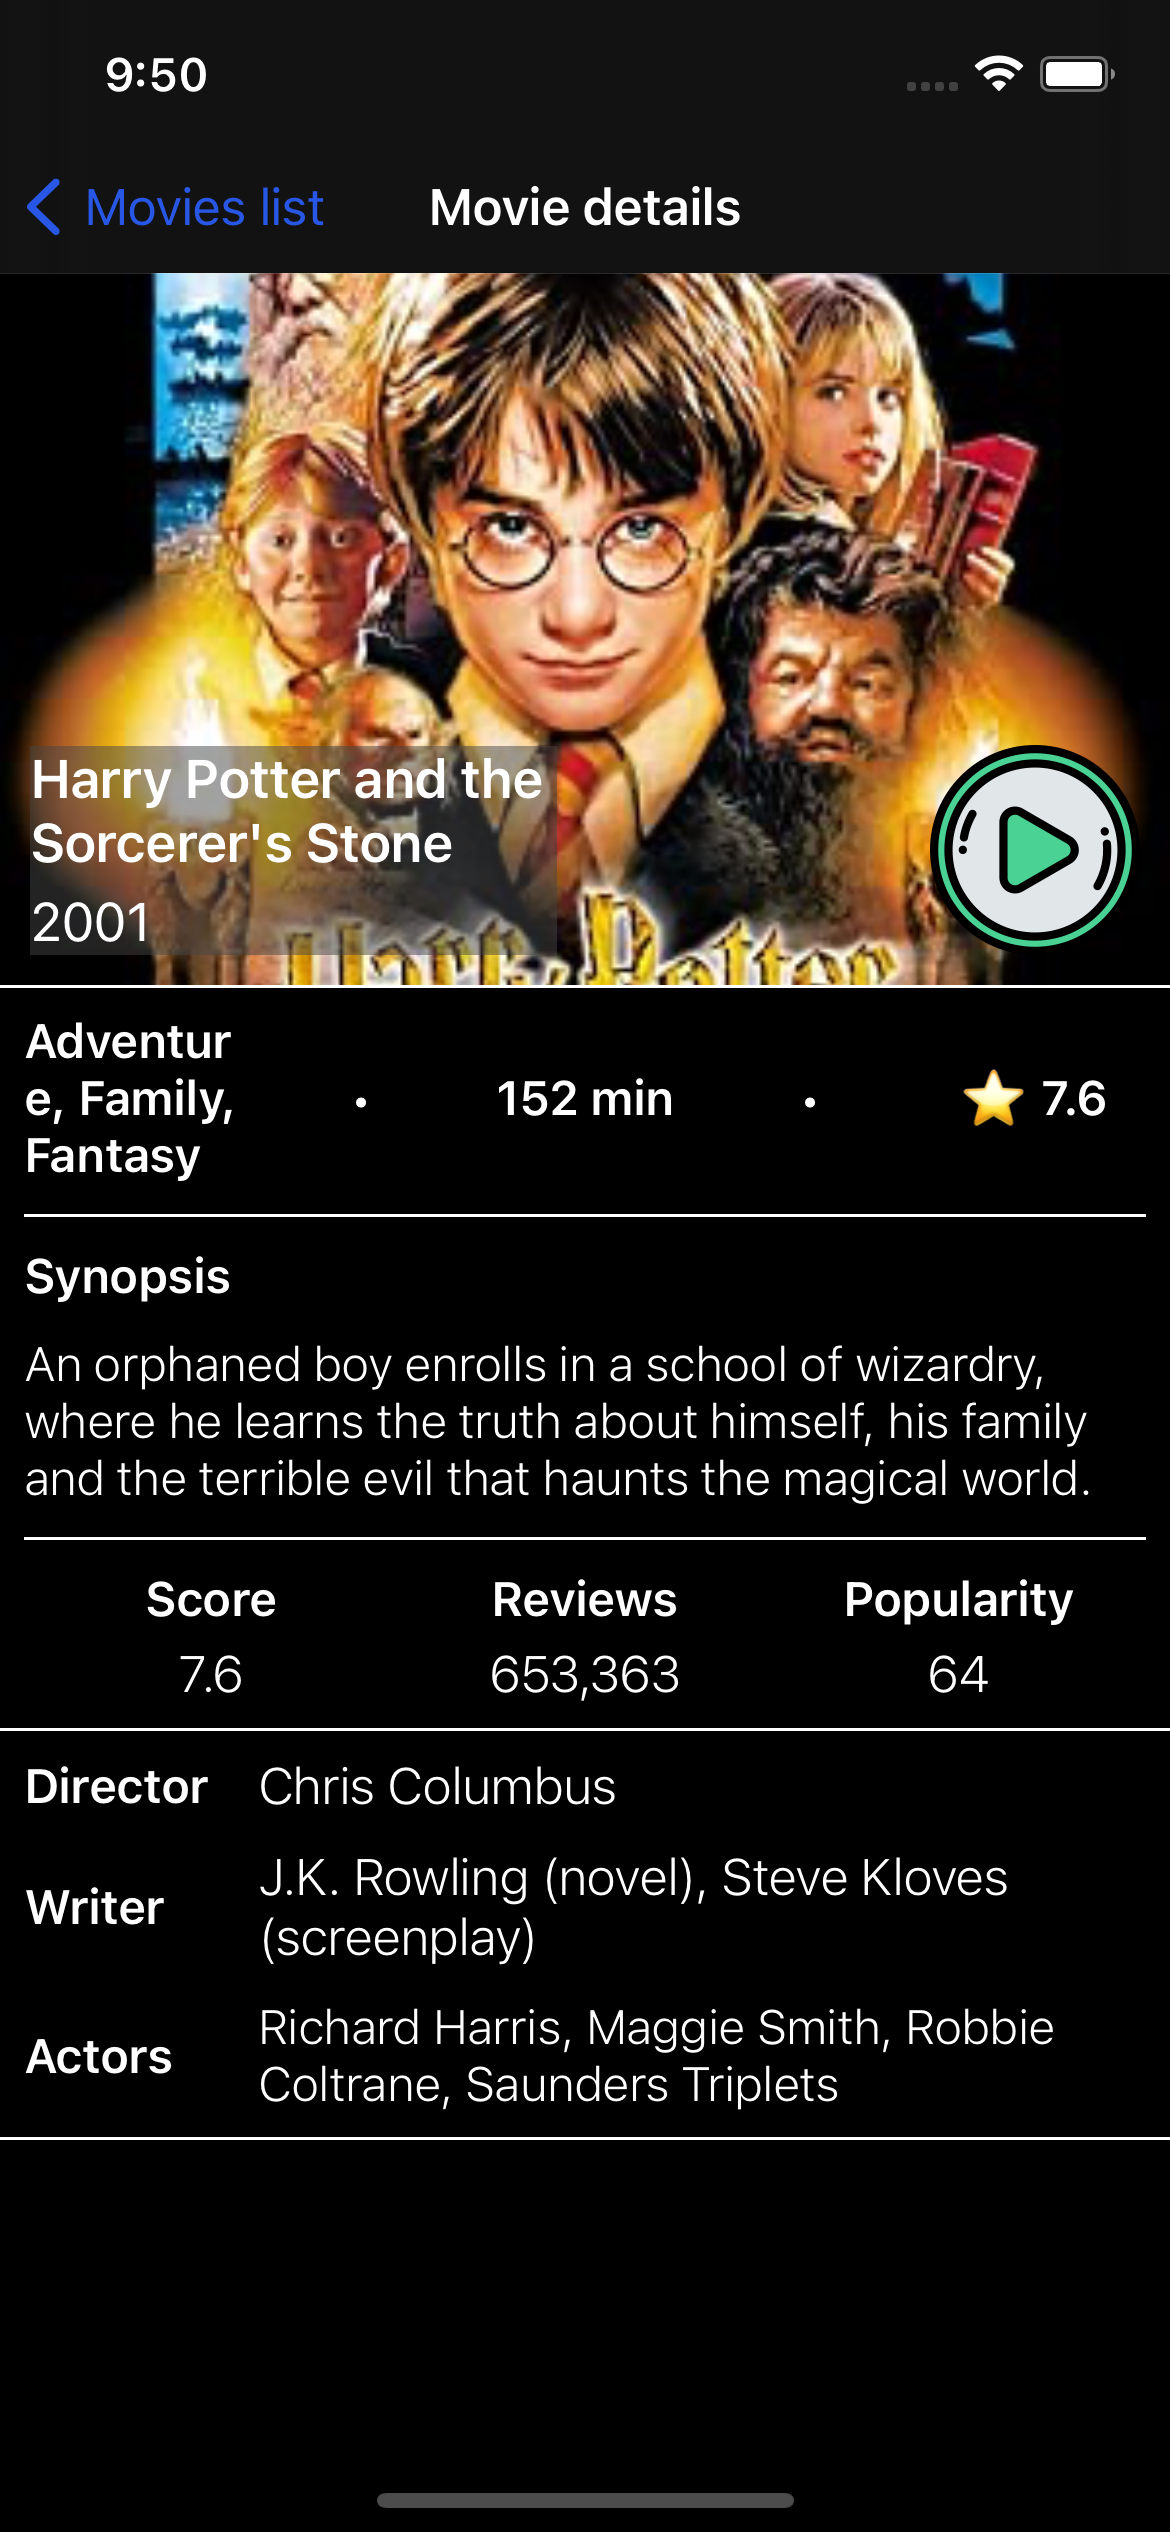 9:50
Movies list
Movie details
Harry Potter and the
Sorcerer's Stone
2001
Harry Potter
Adventur
e, Family,
Fantasy
•
152 min
•
7.6
Synopsis
An orphaned boy enrolls in a school of wizardry,
where he learns the truth about himself, his family
and the terrible evil that haunts the magical world.
Score
Reviews
Popularity
7.6
653,363
64
Director
Chris Columbus
Writer
J.K. Rowling (novel), Steve Kloves
(screenplay)
Actors
Richard Harris, Maggie Smith, Robbie
Coltrane, Saunders Triplets